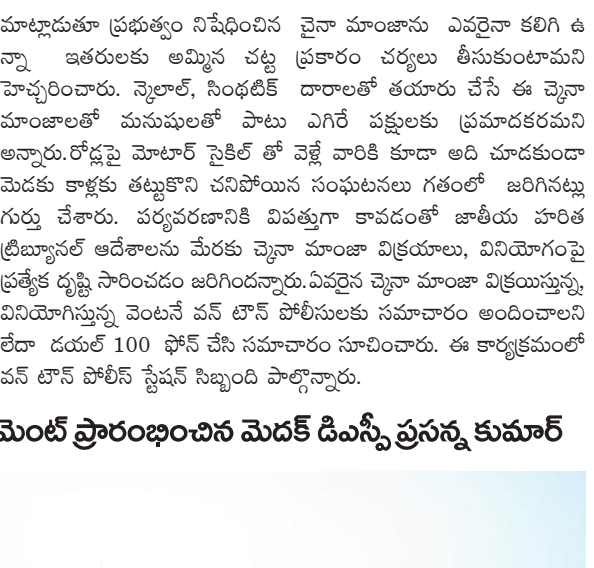 మాట్లాడుతూ ప్రభుత్వం నిషేధించిన చైనా మాంజాను ఎవరైనా కలిగి ఉ
న్నా ఇతరులకు అమ్మిన చట్ట ప్రకారం చర్యలు తీసుకుంటామని
హెచ్చరించారు. న్కెలాల్, సింథటిక్ దారాలతో తయారు చేసే ఈ చ్కెనా
మాంజాలతో మనుషులతో పాటు ఎగిరే పక్షులకు ప్రమాదకరమని
అన్నారు.రోడ్లపై మోటార్ సైకిల్ తో వెళ్లే వారికి కూడా అది చూడకుండా
మెడకు కాళ్లకు తట్టుకొని చనిపోయిన సంఘటనలు గతంలో జరిగినట్లు
గుర్తు చేశారు. పర్యవరణానికి విపత్తుగా కావడంతో జాతీయ హరిత
ట్రిబ్యూనల్ ఆదేశాలను మేరకు చ్కెనా మాంజా విక్రయాలు, వినియోగంపై
ప్రత్యేక దృష్టి సారించడం జరిగిందన్నారు.ఏవరైన చ్కెనా మాంజా విక్రయిస్తున్న,
వినియోగిస్తున్న వెంటనే వన్ టౌన్ పోలీసులకు సమాచారం అందించాలని
లేదా డయల్ 100 ఫోన్ చేసి సమాచారం సూచించారు. ఈ కార్యక్రమంలో
వన్ టౌన్ పోలీస్ స్టేషన్ సిబ్బంది పాల్గొన్నారు.
మెంట్ ప్రారంభించిన మెదక్ డిఎస్పీ ప్రసన్న కుమార్